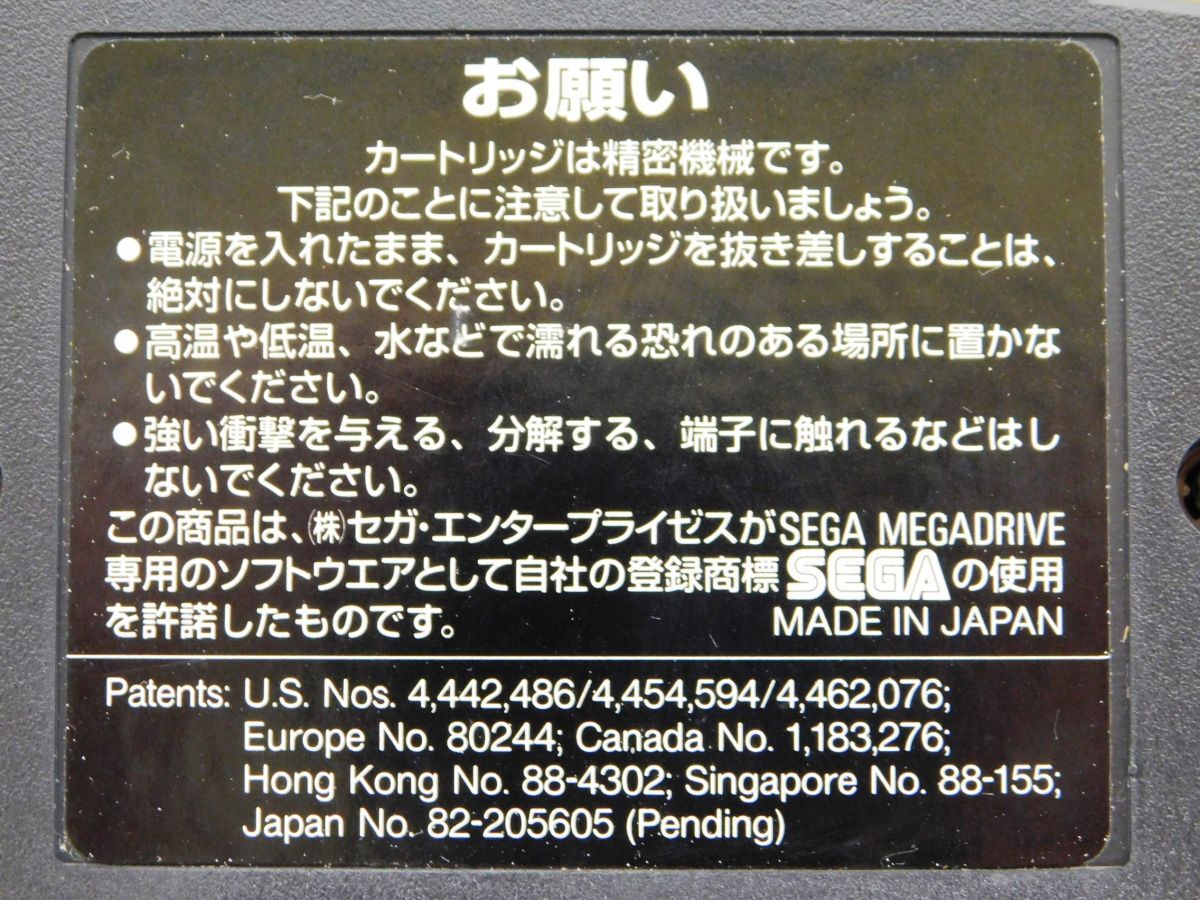 お願い
カートリッジは精密機械です。
下記のことに注意して取り扱いましょう。
●電源を入れたまま、カートリッジを抜き差しすることは、
絶対にしないでください。
●高温や低温、水などで濡れる恐れのある場所に置かな
いでください。
●強い衝撃を与える、分解する、端子に触れるなどはし
ないでください。
この商品は、㈱セガ・エンタープライゼスがSEGA MEGADRIVE
専用のソフトウエアとして自社の登録商標SEGAの使用
を許諾したものです。 MADE IN JAPAN
Patents: U.S. Nos. 4,442,486/4,454,594/4,462,076;
Europe No. 80244; Canada No. 1,183,276;
Hong Kong No. 88-4302; Singapore No. 88-155;
Japan No. 82-205605 (Pending)